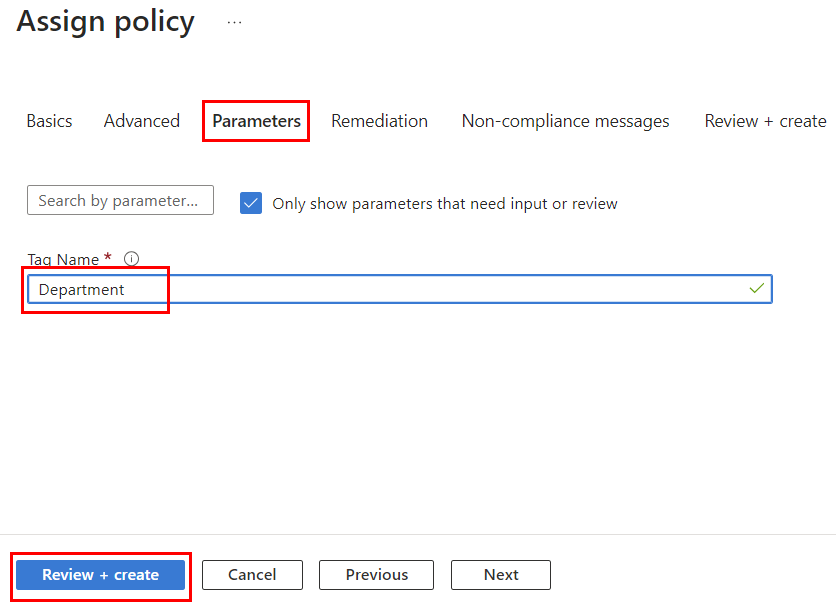 Assign policy ...
Basics Advanced Parameters Remediation Non-compliance messages Review + create
Search by parameter... Only show parameters that need input or review
Tag Name *
Department
Review + create Cancel Previous Next